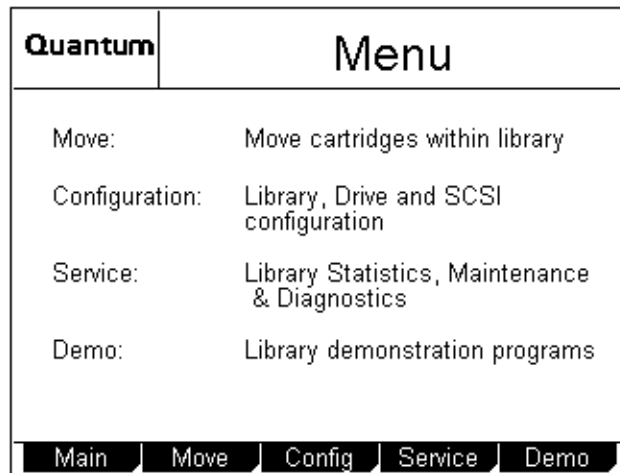 Quantum
Menu
Move: Move cartridges within library
Configuration: Library, Drive and SCSI
configuration
Service: Library Statistics, Maintenance
& Diagnostics
Demo: Library demonstration programs
Main Move Config Service Demo